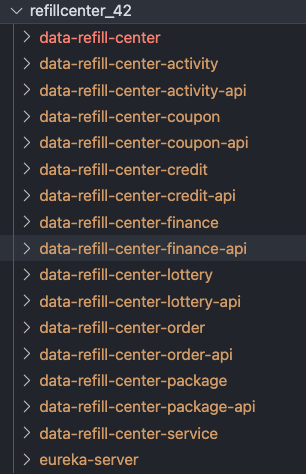 refillcenter_42
data-refill-center
data-refill-center-activity
data-refill-center-activity-api
data-refill-center-coupon
data-refill-center-coupon-api
data-refill-center-credit
data-refill-center-credit-api
data-refill-center-finance
data-refill-center-finance-api
data-refill-center-lottery
data-refill-center-lottery-api
data-refill-center-order
data-refill-center-order-api
data-refill-center-package
data-refill-center-package-api
data-refill-center-service
eureka-server